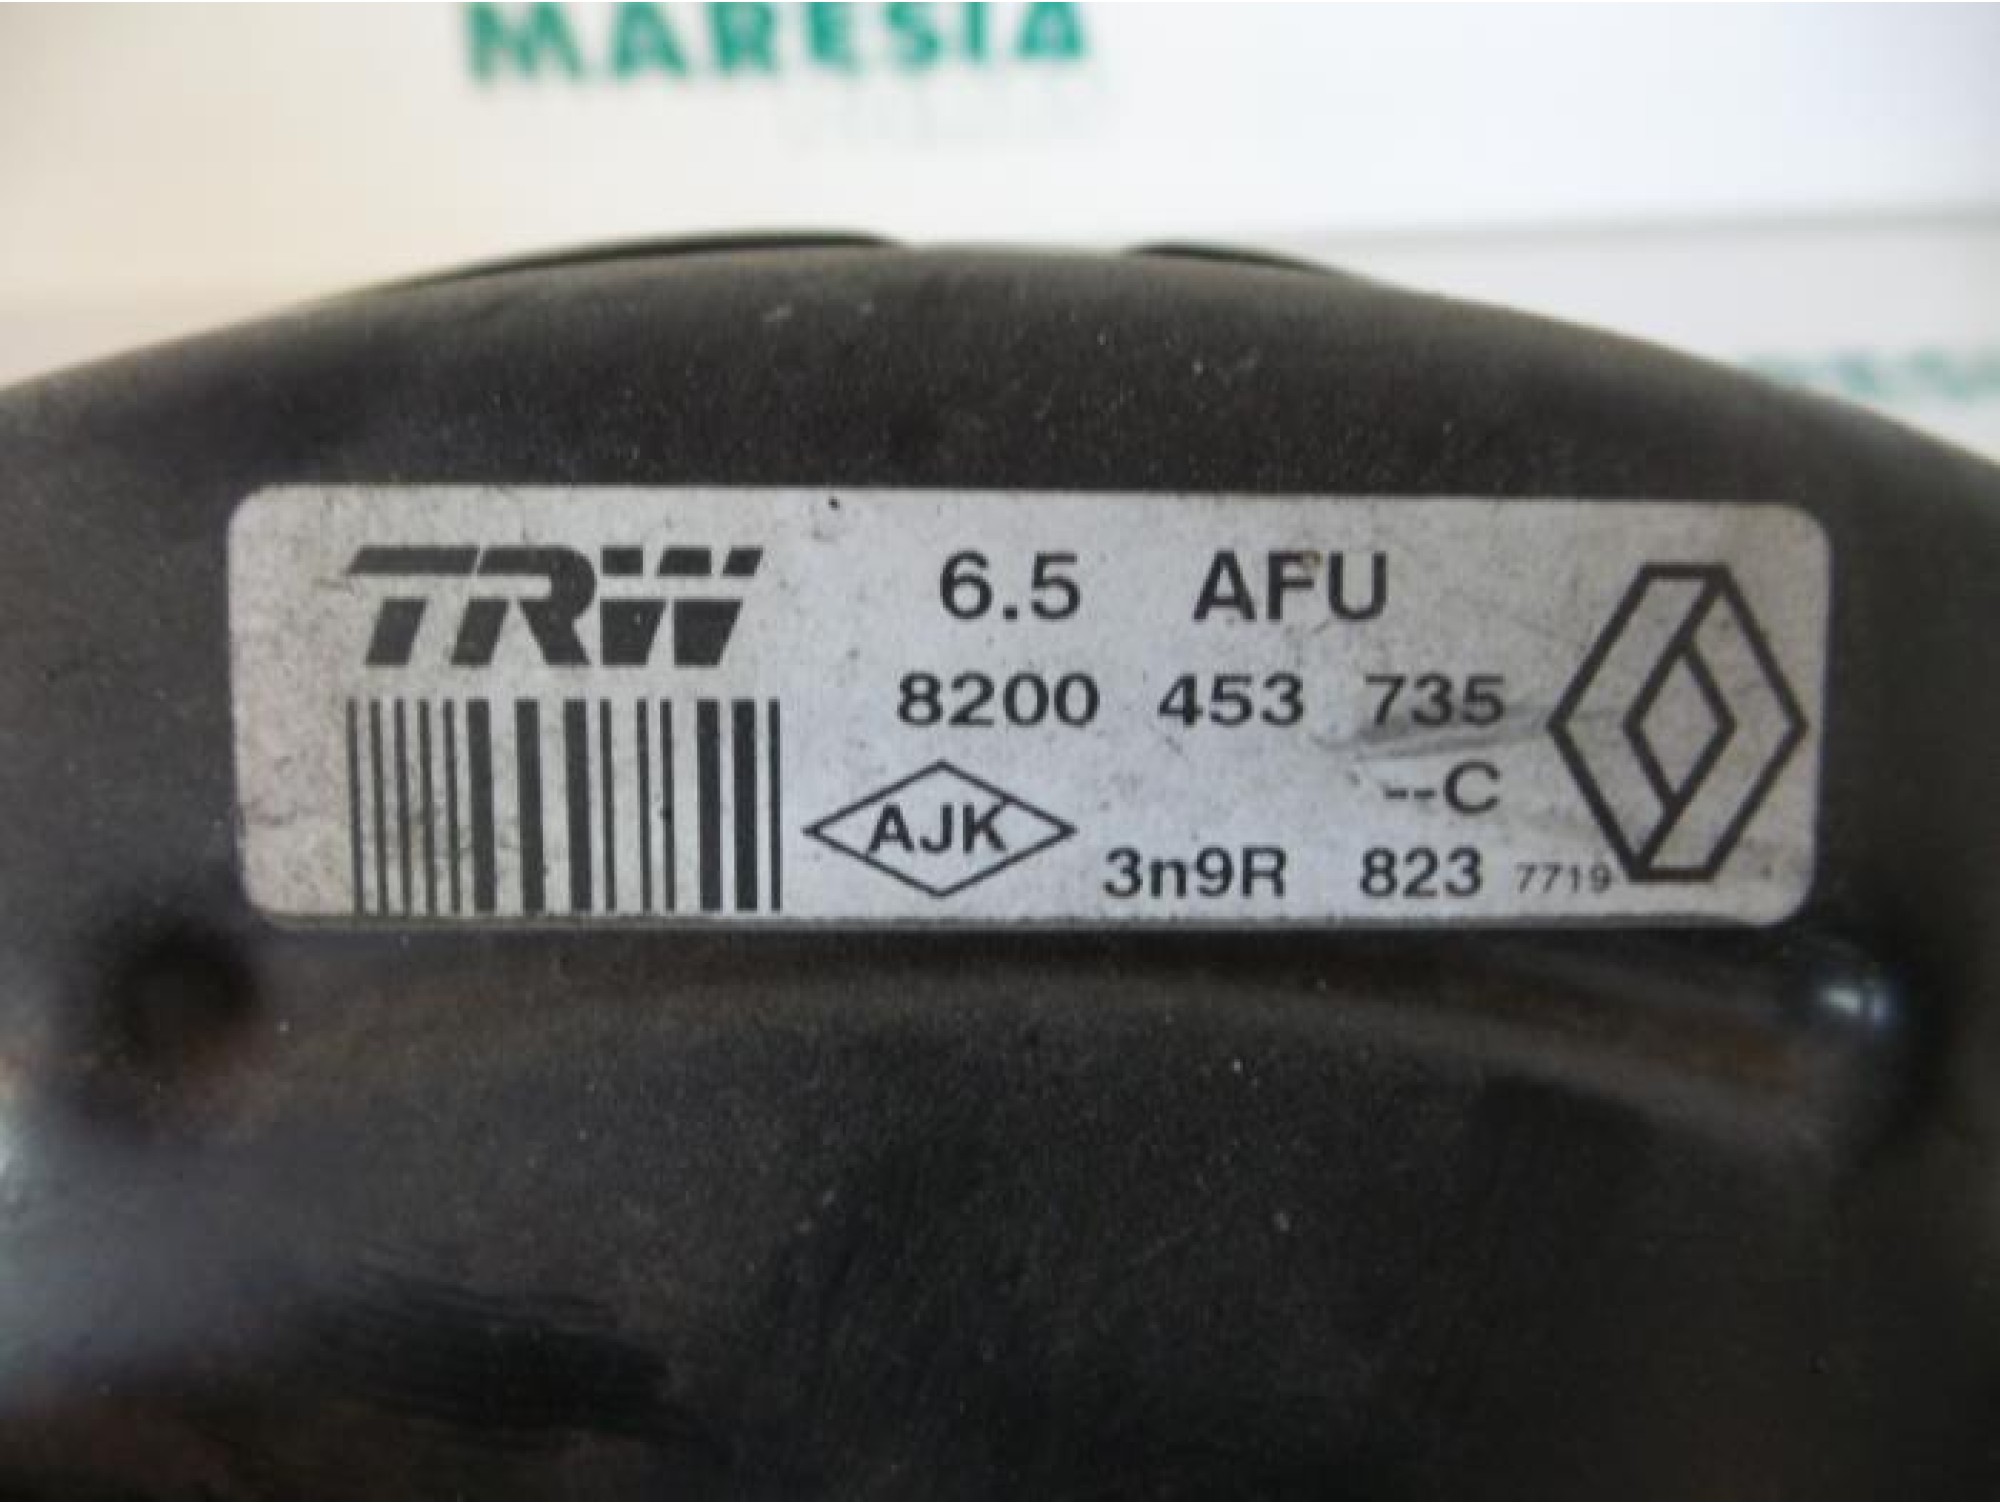 MARESIA
TRW
6.5 AFU
8200 453 735
--C
AJK
3n9R 823 7719